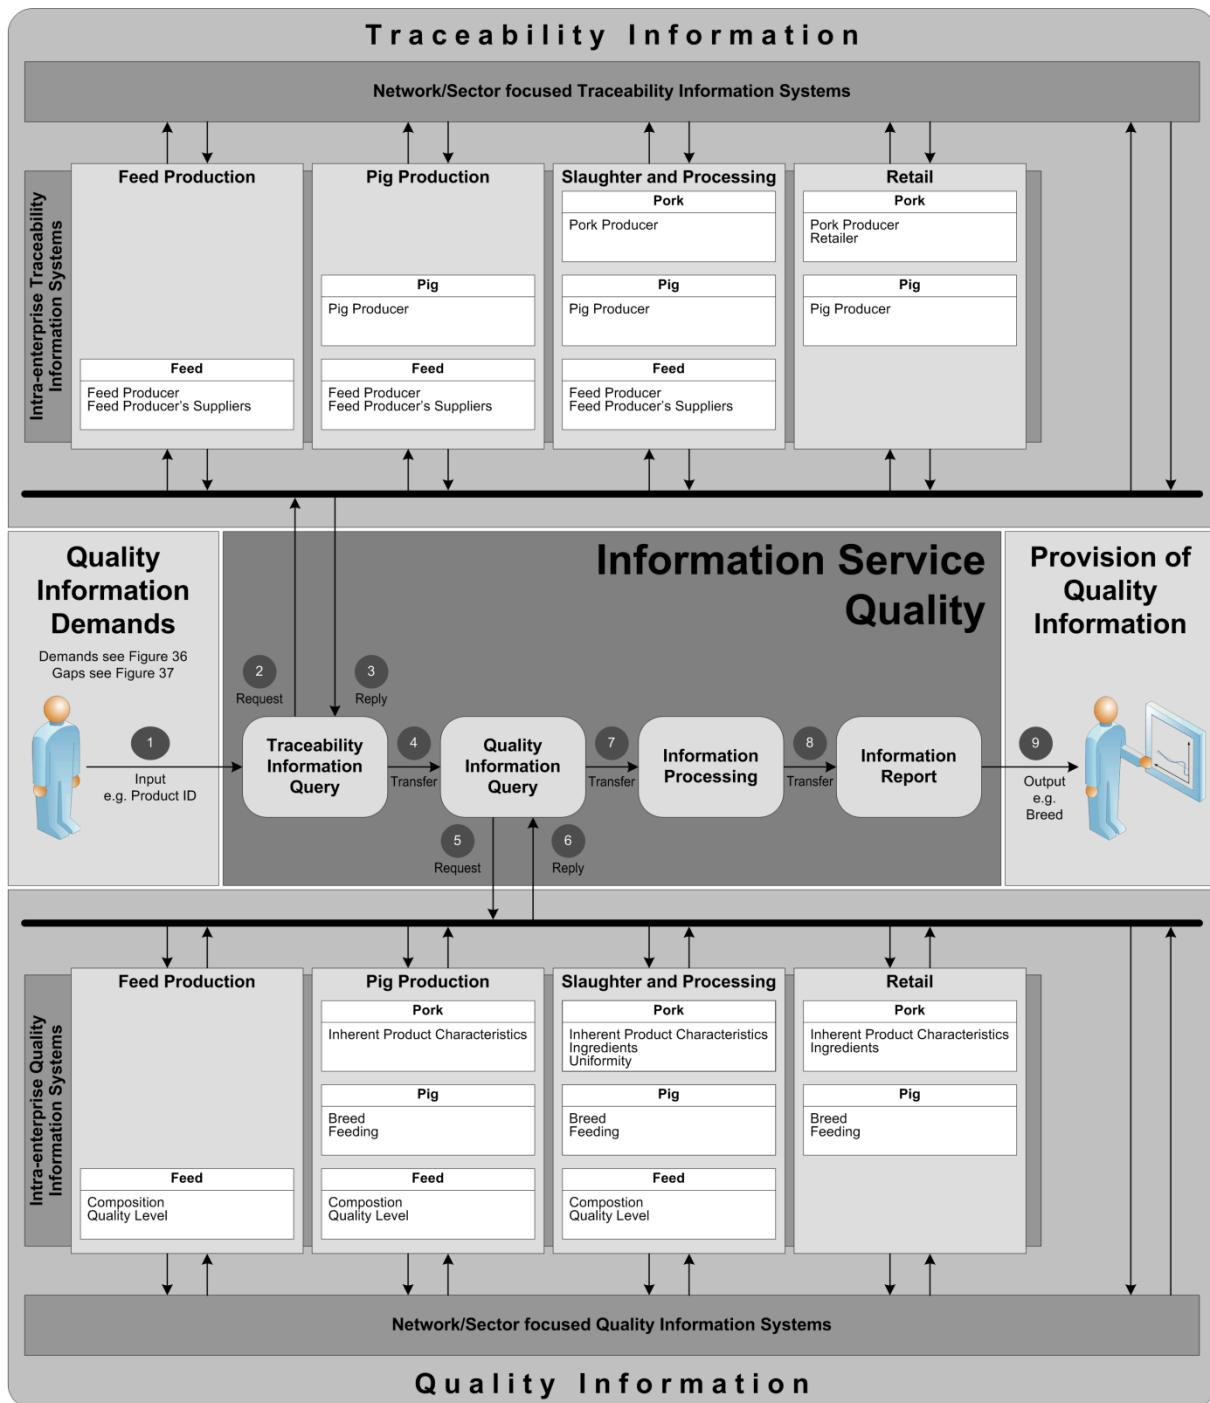 Traceability Information
Network/Sector focused Traceability Information Systems
Intra-enterprise Traceability
Information Systems
Feed Production
Feed
Feed Producer
Feed Producer's Suppliers
Pig Production
Pig
Pig Producer
Feed
Feed Producer
Feed Producer's Suppliers
Slaughter and Processing
Pork
Pork Producer
Pig
Pig Producer
Feed
Feed Producer
Feed Producer's Suppliers
Retail
Pork
Pork Producer
Retailer
Pig
Pig Producer
Quality
Information
Demands
Demands see Figure 36
Gaps see Figure 37
1
Input
e.g. Product ID
Information Service
Quality
2
Request
3
Reply
Traceability
Information
Query
4
Transfer
Quality
Information
Query
5
Request
6
Reply
7
Transfer
Information
Processing
8
Transfer
Information
Report
Provision of
Quality
Information
9
Output
e.g.
Breed
Intra-enterprise Quality
Information Systems
Feed Production
Feed
Composition
Quality Level
Pig Production
Pork
Inherent Product Characteristics
Pig
Breed
Feeding
Feed
Compostion
Quality Level
Slaughter and Processing
Pork
Inherent Product Characteristics
Ingredients
Uniformity
Pig
Breed
Feeding
Feed
Compostion
Quality Level
Retail
Pork
Inherent Product Characteristics
Ingredients
Pig
Breed
Feeding
Network/Sector focused Quality Information Systems
Quality Information